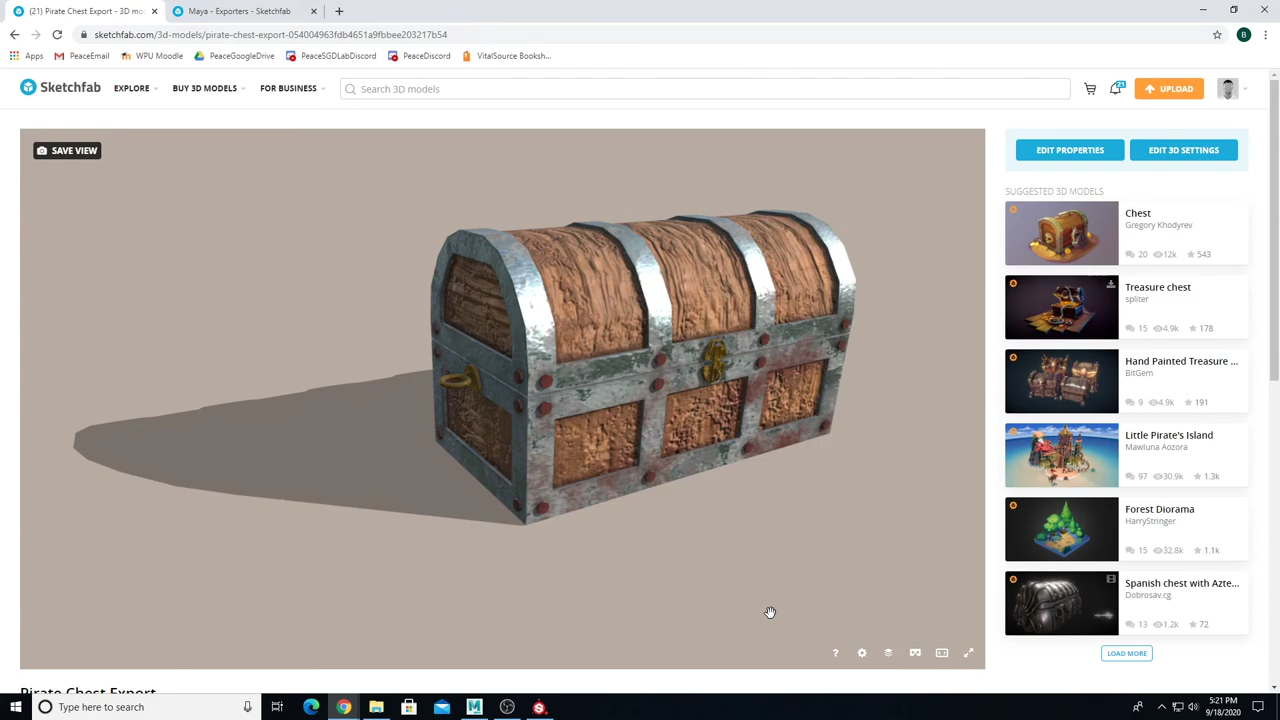 (21) Pirate Chest Export - 3D mo
Maya - Exporters - Sketchfab
sketchfab.com/3d-models/pirate-chest-export-054004963fdb4651a9fbbee203217b54
B
Apps
PeaceEmail
WPU Moodle
PeaceGoogleDrive
PeaceSGDLabDiscord
PeaceDiscord
VitalSource Booksh...
Sketchfab
EXPLORE
BUY 3D MODELS
FOR BUSINESS
Search 3D models
21
UPLOAD
SAVE VIEW
EDIT PROPERTIES
EDIT 3D SETTINGS
SUGGESTED 3D MODELS
Chest
Gregory Khodyrev
20 12k 543
Treasure chest
spliter
15 4.9k 178
Hand Painted Treasure ...
BitGem
9 4.9k 191
Little Pirate's Island
Mawluna Aozora
97 30.9k 1.3k
Forest Diorama
HarryStringer
15 32.8k 1.1k
Spanish chest with Azte...
Dobrosav.cg
13 1.2k 72
LOAD MORE
?
Pirate Chest Export
Type here to search
5:21 PM
9/18/2020